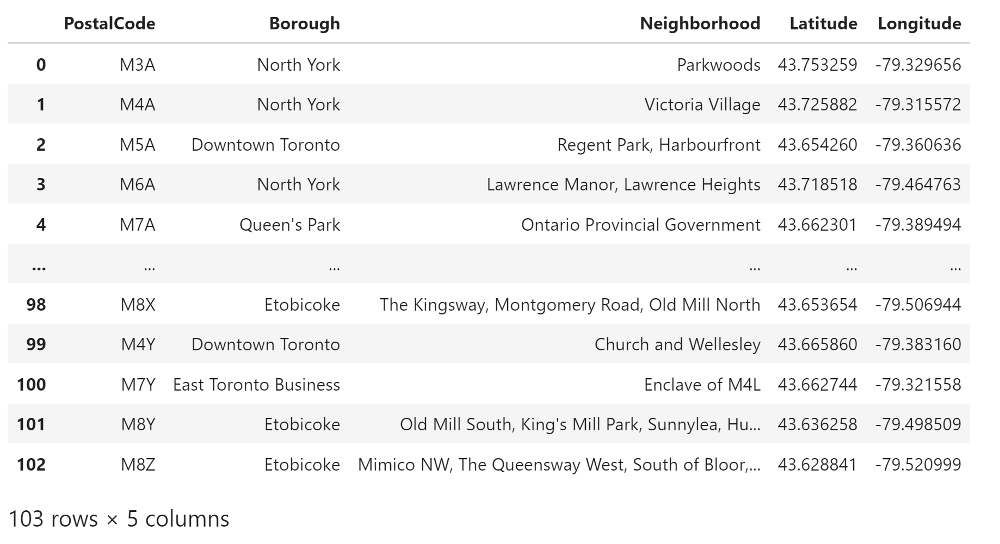 PostalCode Borough Neighborhood Latitude Longitude
0 M3A North York Parkwoods 43.753259 -79.329656
1 M4A North York Victoria Village 43.725882 -79.315572
2 M5A Downtown Toronto Regent Park, Harbourfront 43.654260 -79.360636
3 M6A North York Lawrence Manor, Lawrence Heights 43.718518 -79.464763
4 M7A Queen's Park Ontario Provincial Government 43.662301 -79.389494
... ... ... ... ... ...
98 M8X Etobicoke The Kingsway, Montgomery Road, Old Mill North 43.653654 -79.506944
99 M4Y Downtown Toronto Church and Wellesley 43.665860 -79.383160
100 M7Y East Toronto Business Enclave of M4L 43.662744 -79.321558
101 M8Y Etobicoke Old Mill South, King's Mill Park, Sunnylea, Hu... 43.636258 -79.498509
102 M8Z Etobicoke Mimico NW, The Queensway West, South of Bloor,... 43.628841 -79.520999
103 rows × 5 columns